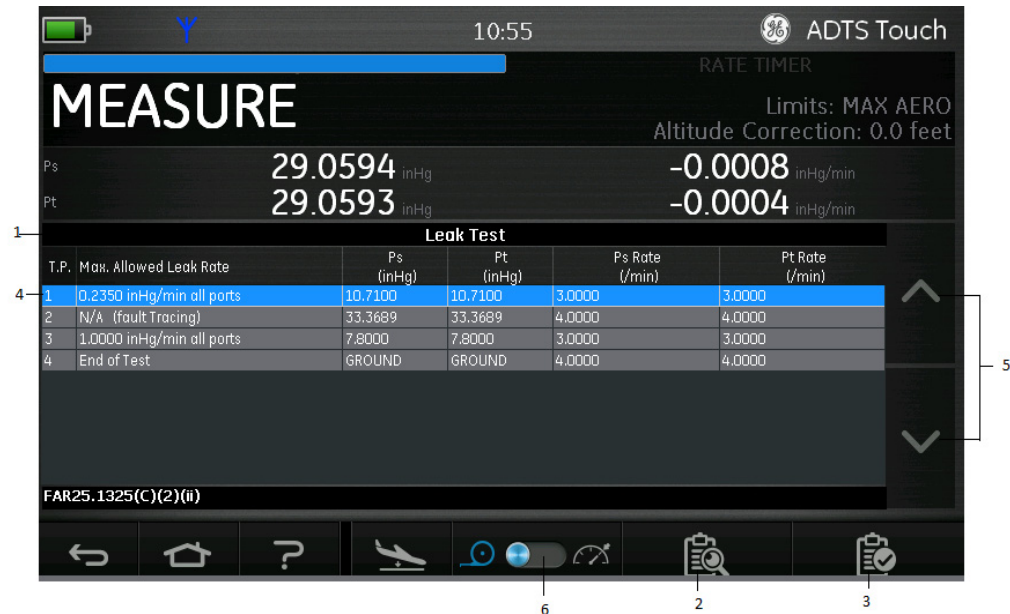 10:55 ADTS Touch
RATE TIMER
MEASURE
Limits: MAX AERO
Altitude Correction: 0.0 feet
Ps 29.0594 inHg -0.0008 inHg/min
Pt 29.0593 inHg -0.0004 inHg/min
1 Leak Test
T.P. Max. Allowed Leak Rate Ps (inHg) Pt (inHg) Ps Rate (/min) Pt Rate (/min)
4 1 0.2350 inHg/min all ports 10.7100 10.7100 3.0000 3.0000
2 N/A (fault Tracing) 33.3689 33.3689 4.0000 4.0000
3 1.0000 inHg/min all ports 7.8000 7.8000 3.0000 3.0000
4 End of Test GROUND GROUND 4.0000 4.0000
5
FAR25.1325(C)(2)(ii)
?
6 2 3